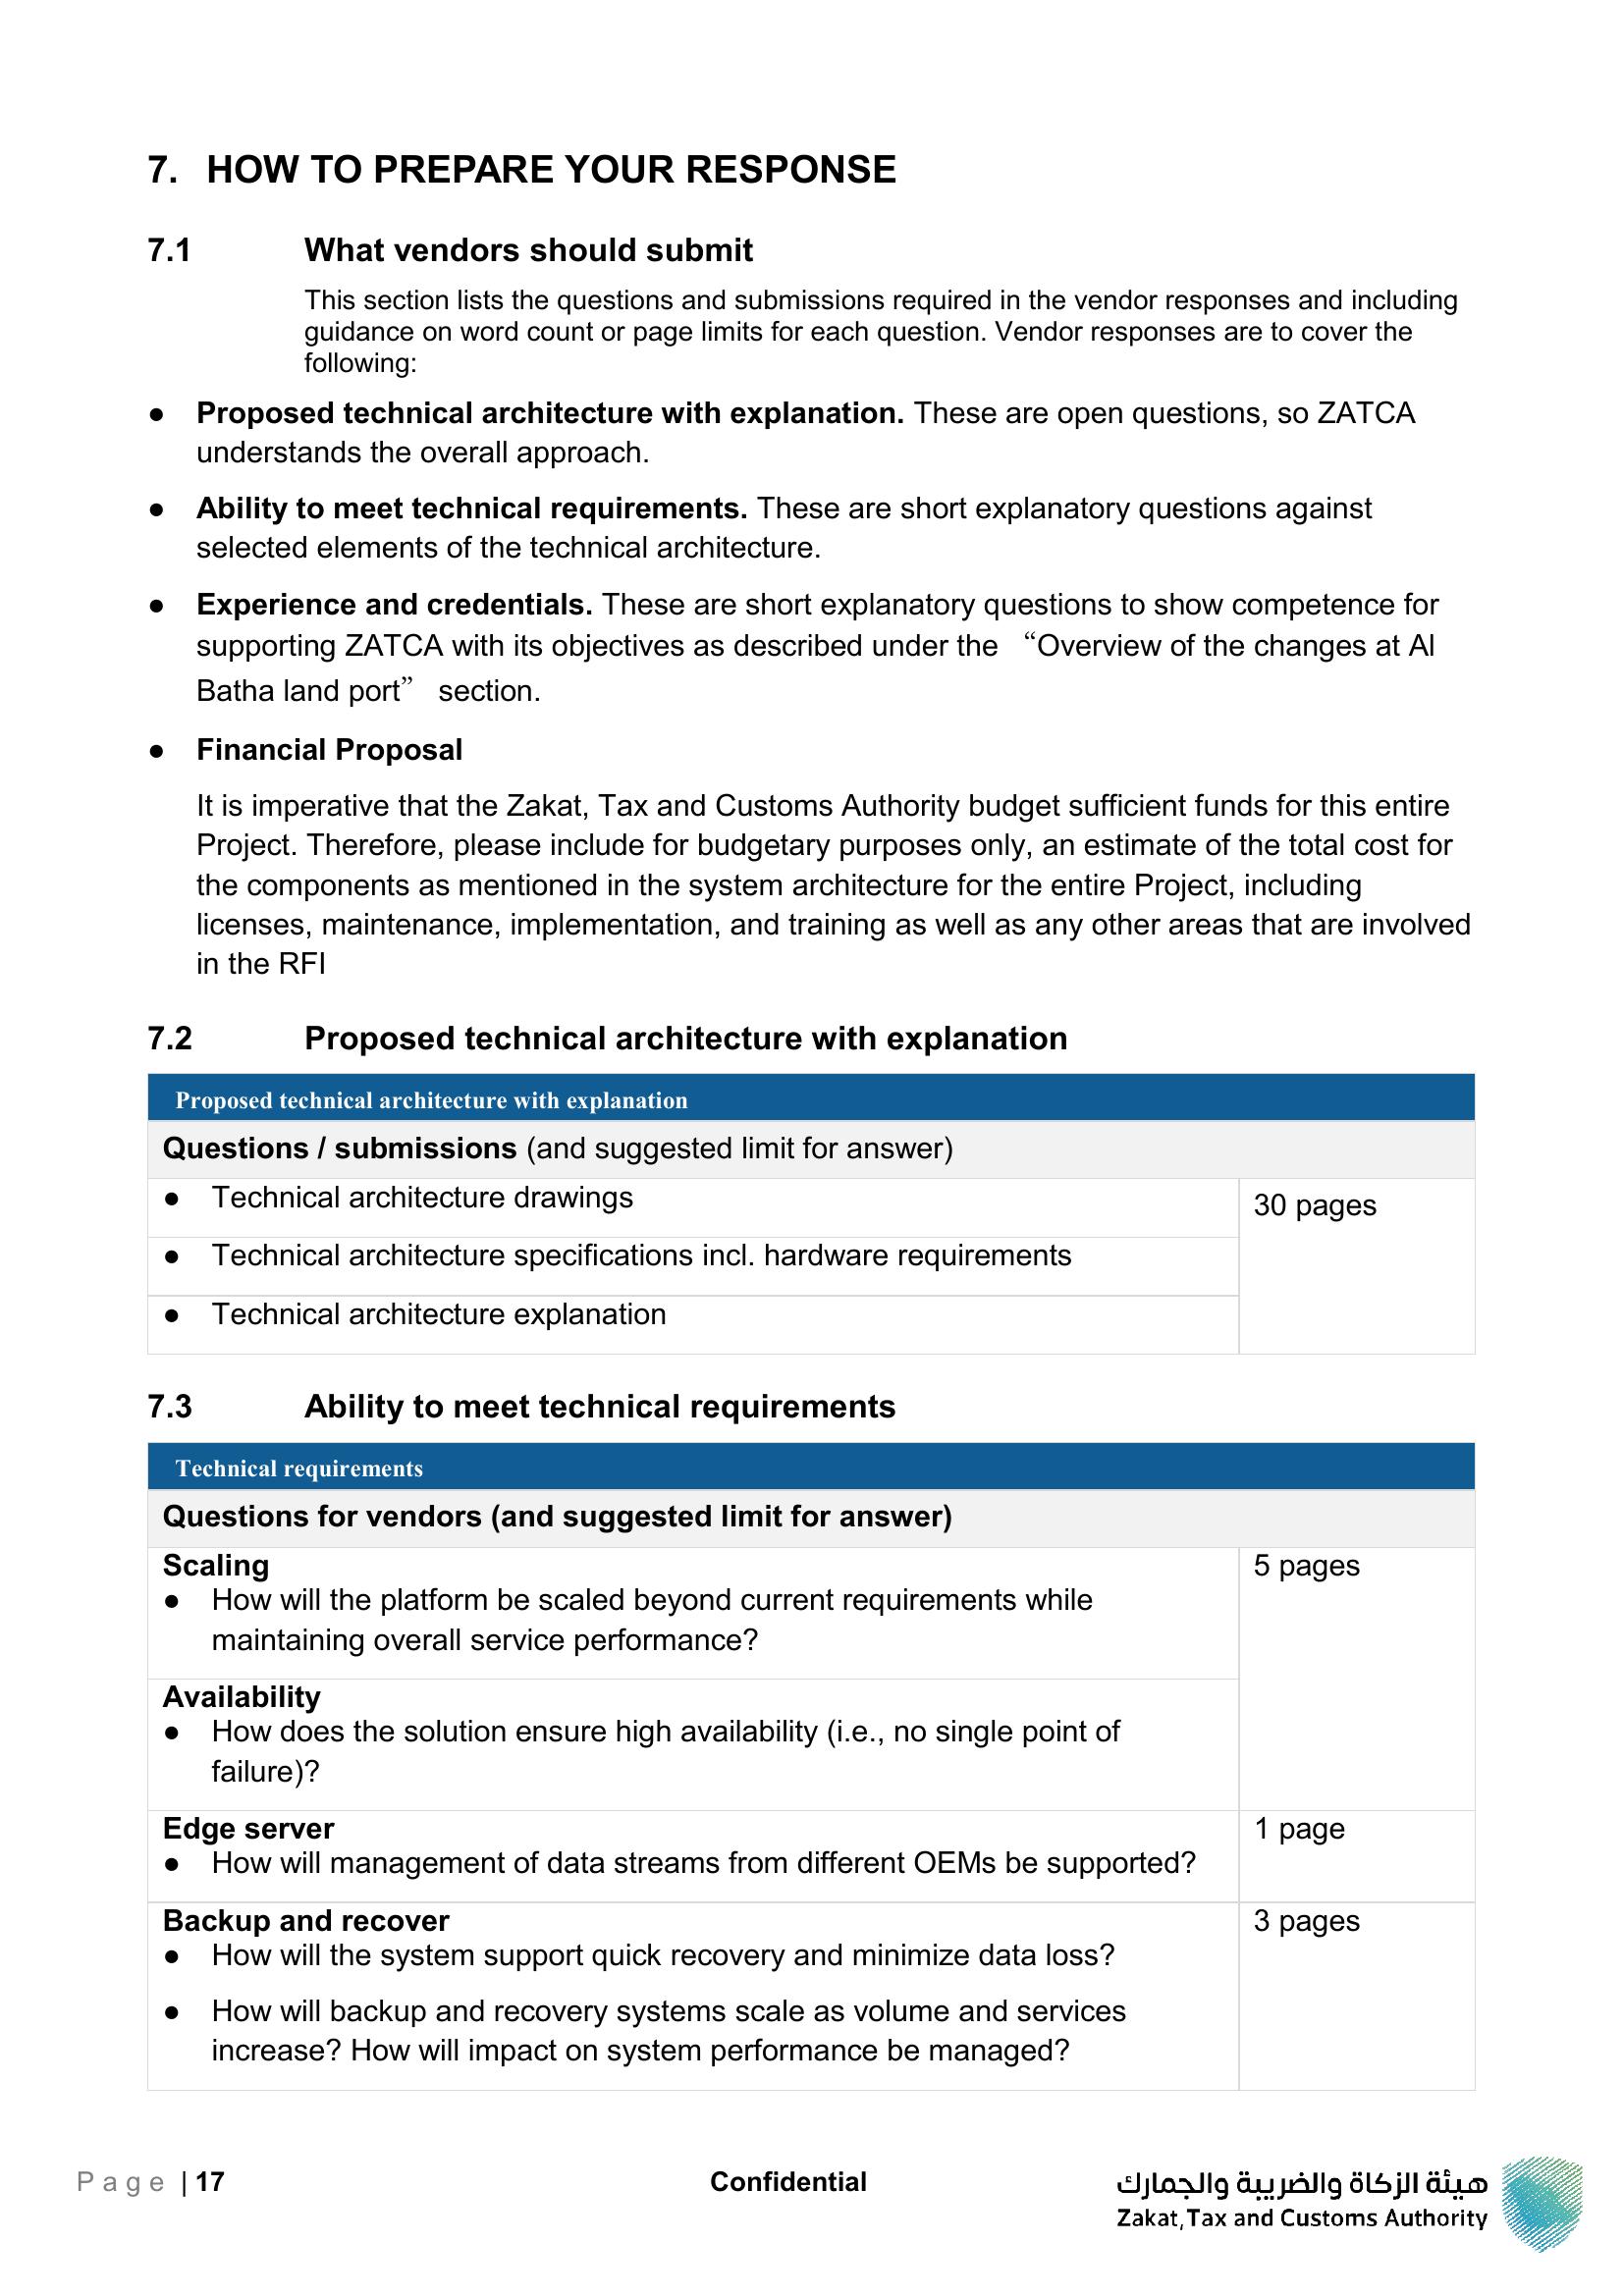 7. HOW TO PREPARE YOUR RESPONSE
7.1 What vendors should submit
This section lists the questions and submissions required in the vendor responses and including
guidance on word count or page limits for each question. Vendor responses are to cover the
following:
● Proposed technical architecture with explanation. These are open questions, so ZATCA
understands the overall approach.
● Ability to meet technical requirements. These are short explanatory questions against
selected elements of the technical architecture.
● Experience and credentials. These are short explanatory questions to show competence for
supporting ZATCA with its objectives as described under the “Overview of the changes at Al
Batha land port” section.
● Financial Proposal
It is imperative that the Zakat, Tax and Customs Authority budget sufficient funds for this entire
Project. Therefore, please include for budgetary purposes only, an estimate of the total cost for
the components as mentioned in the system architecture for the entire Project, including
licenses, maintenance, implementation, and training as well as any other areas that are involved
in the RFI
7.2 Proposed technical architecture with explanation
Proposed technical architecture with explanation
Questions / submissions (and suggested limit for answer)
● Technical architecture drawings
30 pages
● Technical architecture specifications incl. hardware requirements
● Technical architecture explanation
7.3 Ability to meet technical requirements
Technical requirements
Questions for vendors (and suggested limit for answer)
Scaling
5 pages
● How will the platform be scaled beyond current requirements while
maintaining overall service performance?
Availability
● How does the solution ensure high availability (i.e., no single point of
failure)?
Edge server
1 page
● How will management of data streams from different OEMs be supported?
Backup and recover
3 pages
● How will the system support quick recovery and minimize data loss?
● How will backup and recovery systems scale as volume and services
increase? How will impact on system performance be managed?
Page | 17
Confidential
هيئة الزكاة والضريبة والجمارك
Zakat,Tax and Customs Authority